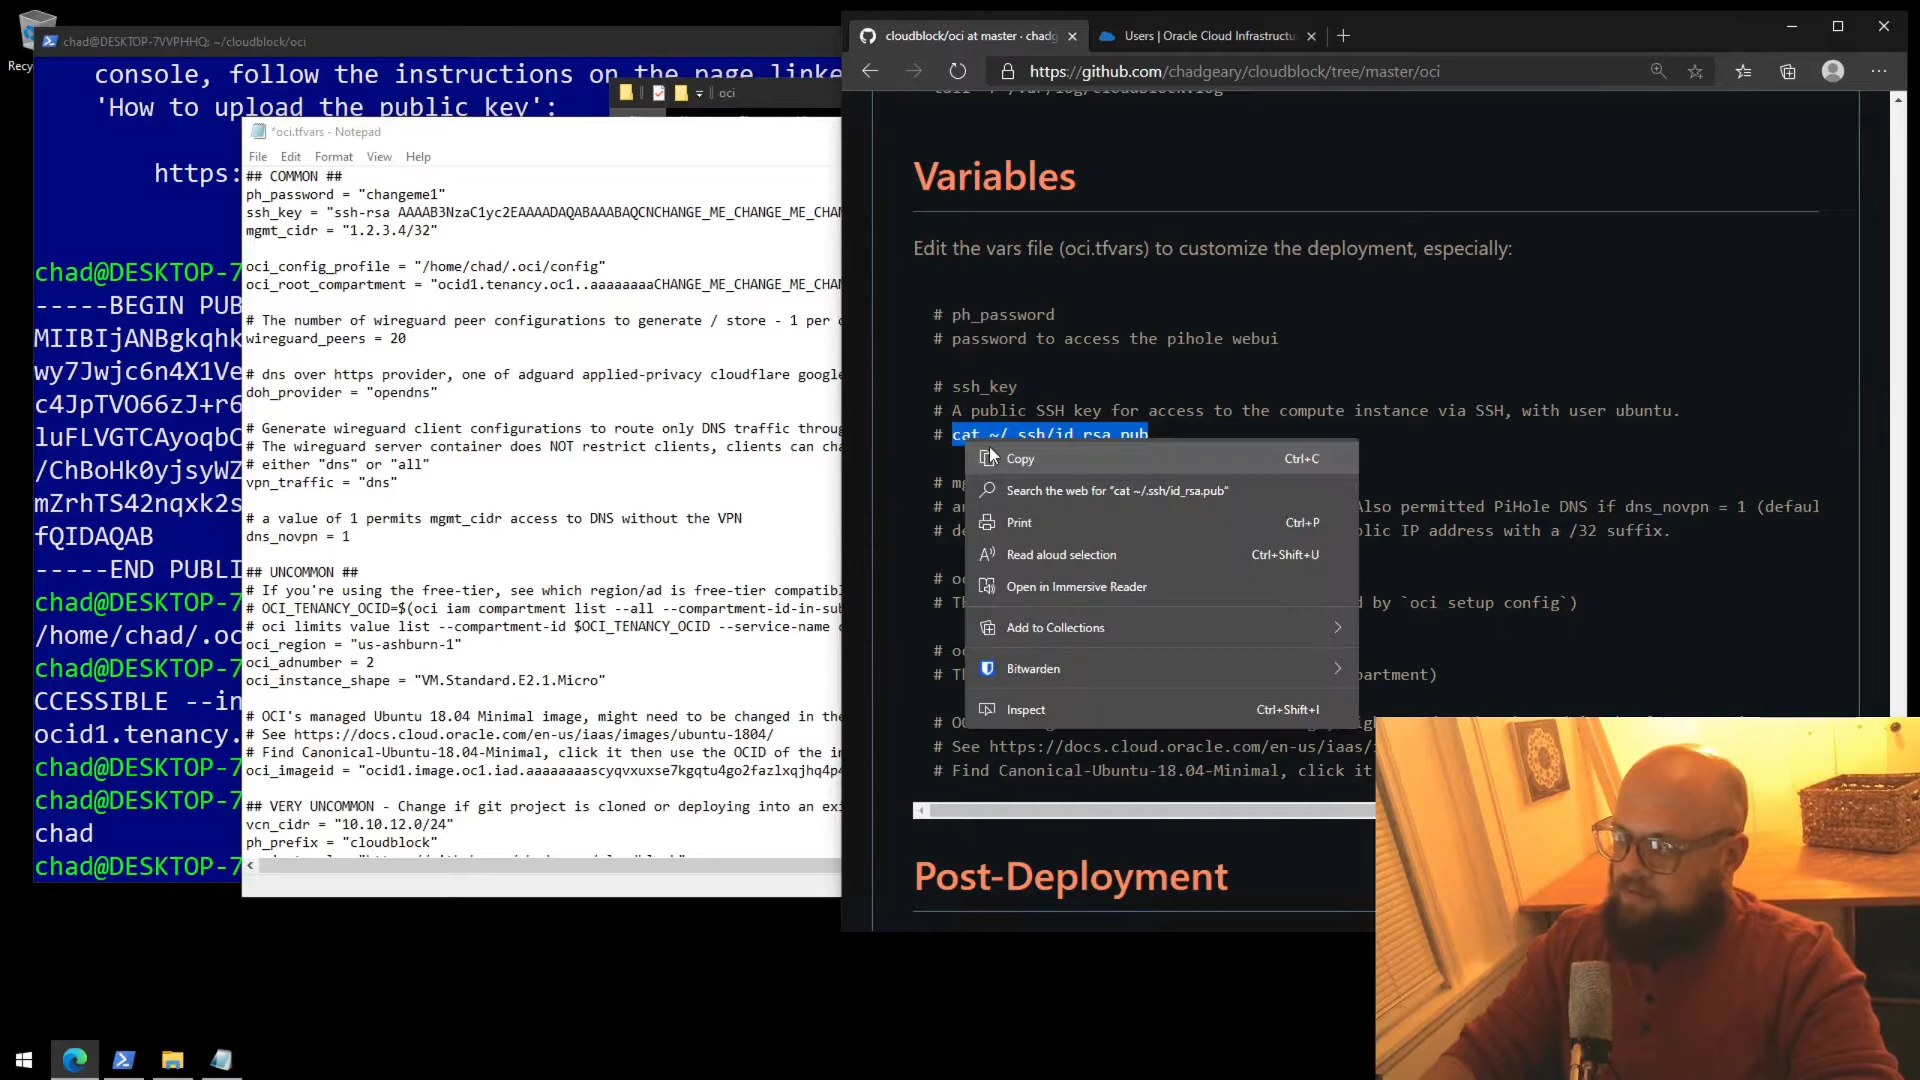 Recyc
chad@DESKTOP-7VVPHHQ: ~/cloudblock/oci
console, follow the instructions on the page linke
'How to upload the public key':
https:
chad@DESKTOP-7
-----BEGIN PUB
MIIBIjANBgkqhk
wy7Jwjc6n4X1Ve
c4JpTVO66zJ+r6
luFLVGTCAyoqbC
/ChBoHk0yjsyWZ
mZrhTS42nqxk2s
fQIDAQAB
-----END PUBLI
chad@DESKTOP-7
/home/chad/.oc
chad@DESKTOP-7
CCESSIBLE --in
ocid1.tenancy.
chad@DESKTOP-7
chad@DESKTOP-7
chad
chad@DESKTOP-7
oci
*oci.tfvars - Notepad
File Edit Format View Help
## COMMON ##
ph_password = "changeme1"
ssh_key = "ssh-rsa AAAAB3NzaC1yc2EAAAADAQABAAABAQCNCHANGE_ME_CHANGE_ME_CHAN
mgmt_cidr = "1.2.3.4/32"
oci_config_profile = "/home/chad/.oci/config"
oci_root_compartment = "ocid1.tenancy.oc1..aaaaaaaaCHANGE_ME_CHANGE_ME_CHAN
# The number of wireguard peer configurations to generate / store - 1 per
wireguard_peers = 20
# dns over https provider, one of adguard applied-privacy cloudflare google
doh_provider = "opendns"
# Generate wireguard client configurations to route only DNS traffic throug
# The wireguard server container does NOT restrict clients, clients can cha
# either "dns" or "all"
vpn_traffic = "dns"
# a value of 1 permits mgmt_cidr access to DNS without the VPN
dns_novpn = 1
## UNCOMMON ##
# If you're using the free-tier, see which region/ad is free-tier compatibl
# OCI_TENANCY_OCID=$(oci iam compartment list --all --compartment-id-in-sub
# oci limits value list --compartment-id $OCI_TENANCY_OCID --service-name
oci_region = "us-ashburn-1"
oci_adnumber = 2
oci_instance_shape = "VM.Standard.E2.1.Micro"
# OCI's managed Ubuntu 18.04 Minimal image, might need to be changed in the
# See https://docs.cloud.oracle.com/en-us/iaas/images/ubuntu-1804/
# Find Canonical-Ubuntu-18.04-Minimal, click it then use the OCID of the im
oci_imageid = "ocid1.image.oc1.iad.aaaaaaaascyqvxuxse7kgqtu4go2fazlxqjhq4p4
## VERY UNCOMMON - Change if git project is cloned or deploying into an exi
vcn_cidr = "10.10.12.0/24"
ph_prefix = "cloudblock"
cloudblock/oci at master · chadg
Users | Oracle Cloud Infrastructu
https://github.com/chadgeary/cloudblock/tree/master/oci
Variables
Edit the vars file (oci.tfvars) to customize the deployment, especially:
# ph_password
# password to access the pihole webui
# ssh_key
# A public SSH key for access to the compute instance via SSH, with user ubuntu.
# cat ~/.ssh/id_rsa.pub
Copy Ctrl+C
Search the web for "cat ~/.ssh/id_rsa.pub"
Print Ctrl+P
Read aloud selection Ctrl+Shift+U
Open in Immersive Reader
Add to Collections
Bitwarden
Inspect Ctrl+Shift+I
# m
# an lso permitted PiHole DNS if dns_novpn = 1 (defaul
# de blic IP address with a /32 suffix.
# o
# Th d by `oci setup config`)
# o
# Th partment)
# O
# See https://docs.cloud.oracle.com/en-us/iaas/
# Find Canonical-Ubuntu-18.04-Minimal, click it
Post-Deployment